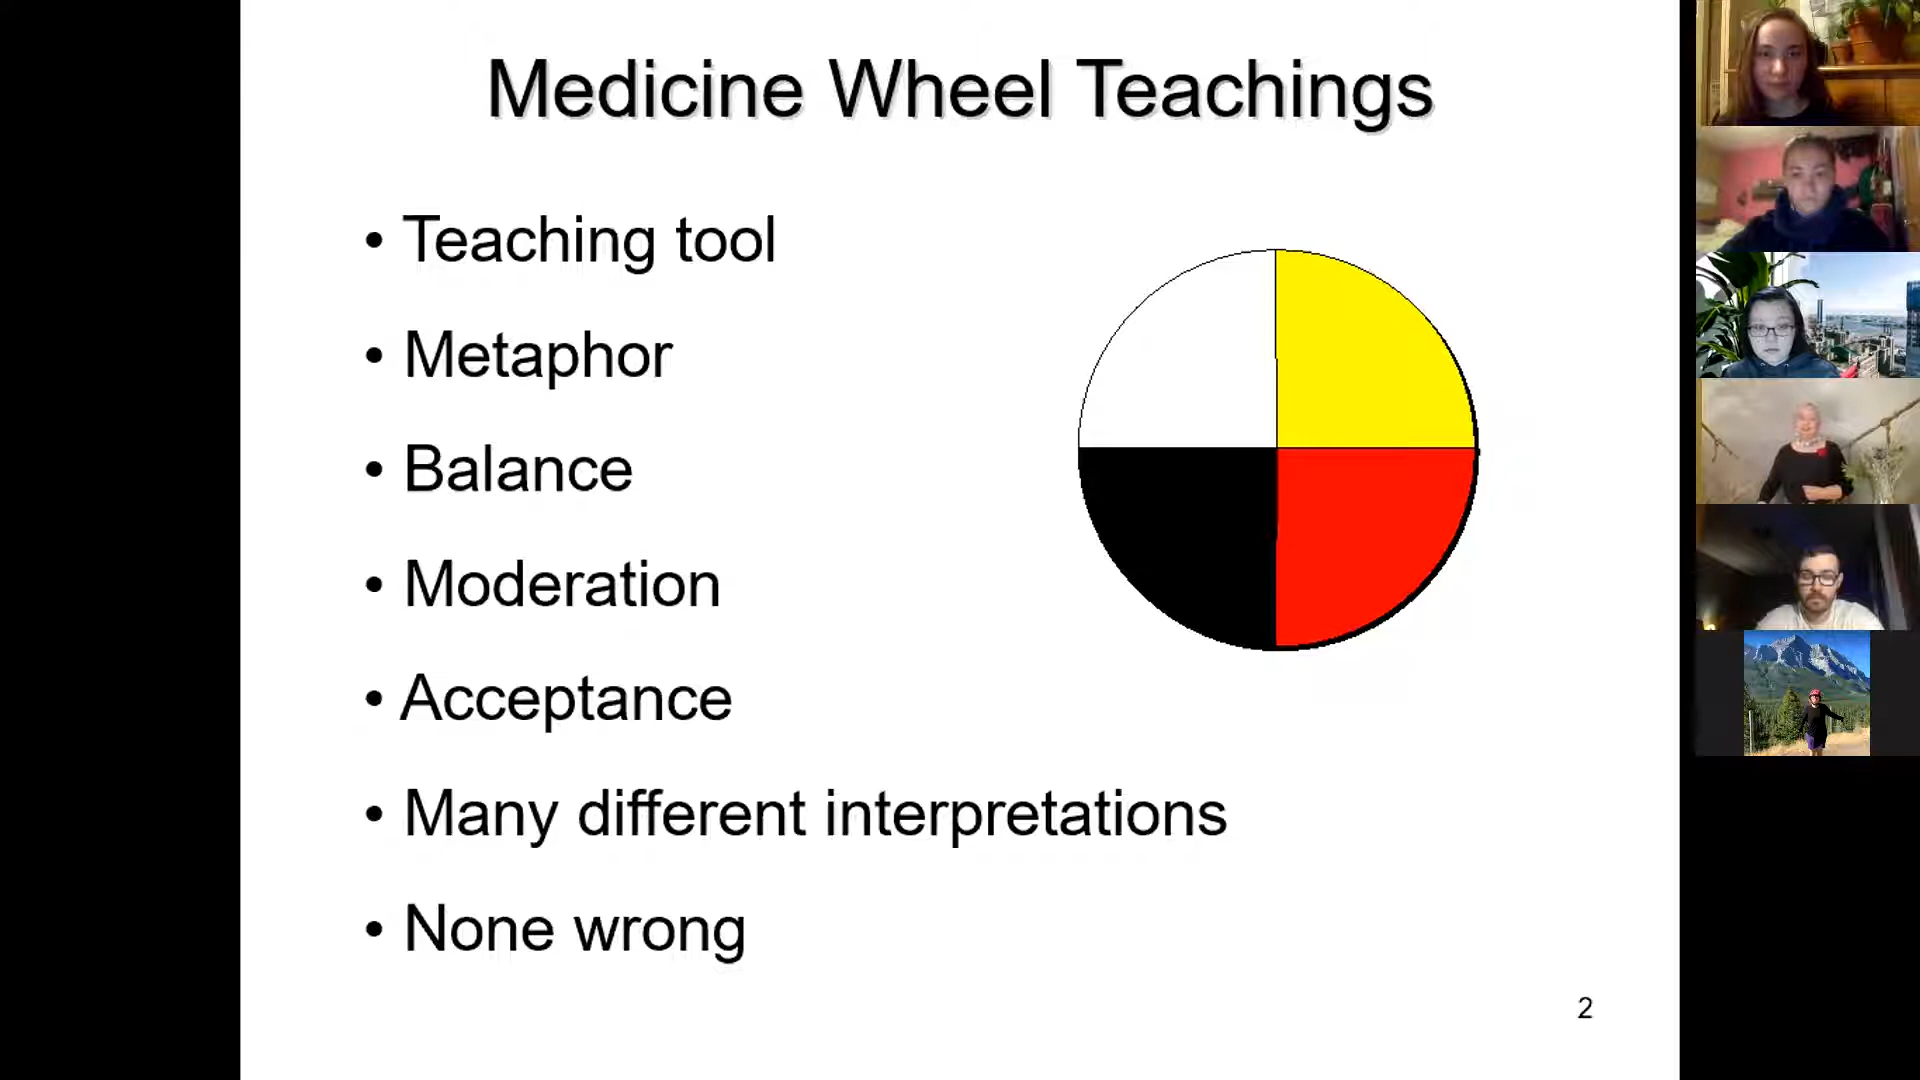 Medicine Wheel Teachings
• Teaching tool
• Metaphor
• Balance
• Moderation
• Acceptance
• Many different interpretations
• None wrong
2